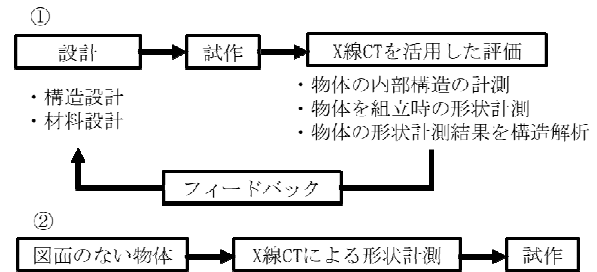 ①
設計 試作 X線CTを活用した評価
・構造設計
・材料設計
・物体の内部構造の計測
・物体を組立時の形状計測
・物体の形状計測結果を構造解析
フィードバック
②
図面のない物体 X線CTによる形状計測 試作